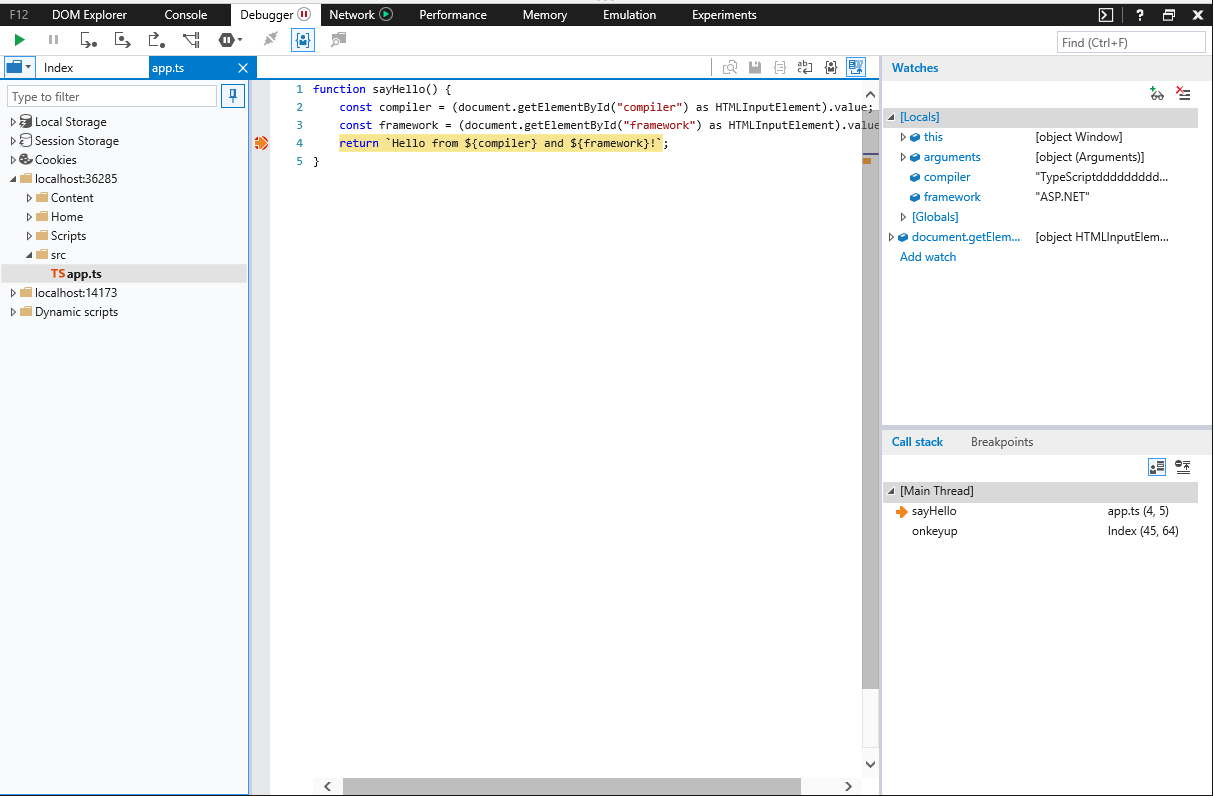 F12 DOM Explorer Console Debugger Network Performance Memory Emulation Experiments ?
Find (Ctrl+F)
Index app.ts
Type to filter
Local Storage
Session Storage
Cookies
localhost:36285
Content
Home
Scripts
src
TS app.ts
localhost:14173
Dynamic scripts
1 function sayHello() {
2 const compiler = (document.getElementById("compiler") as HTMLInputElement).value;
3 const framework = (document.getElementById("framework") as HTMLInputElement).value
4 return `Hello from ${compiler} and ${framework}!`;
5 }
Watches
[Locals]
this [object Window]
arguments [object (Arguments)]
compiler "TypeScriptddddddddd...
framework "ASP.NET"
[Globals]
document.getElem... [object HTMLInputElem...
Add watch
Call stack Breakpoints
[Main Thread]
sayHello app.ts (4, 5)
onkeyup Index (45, 64)